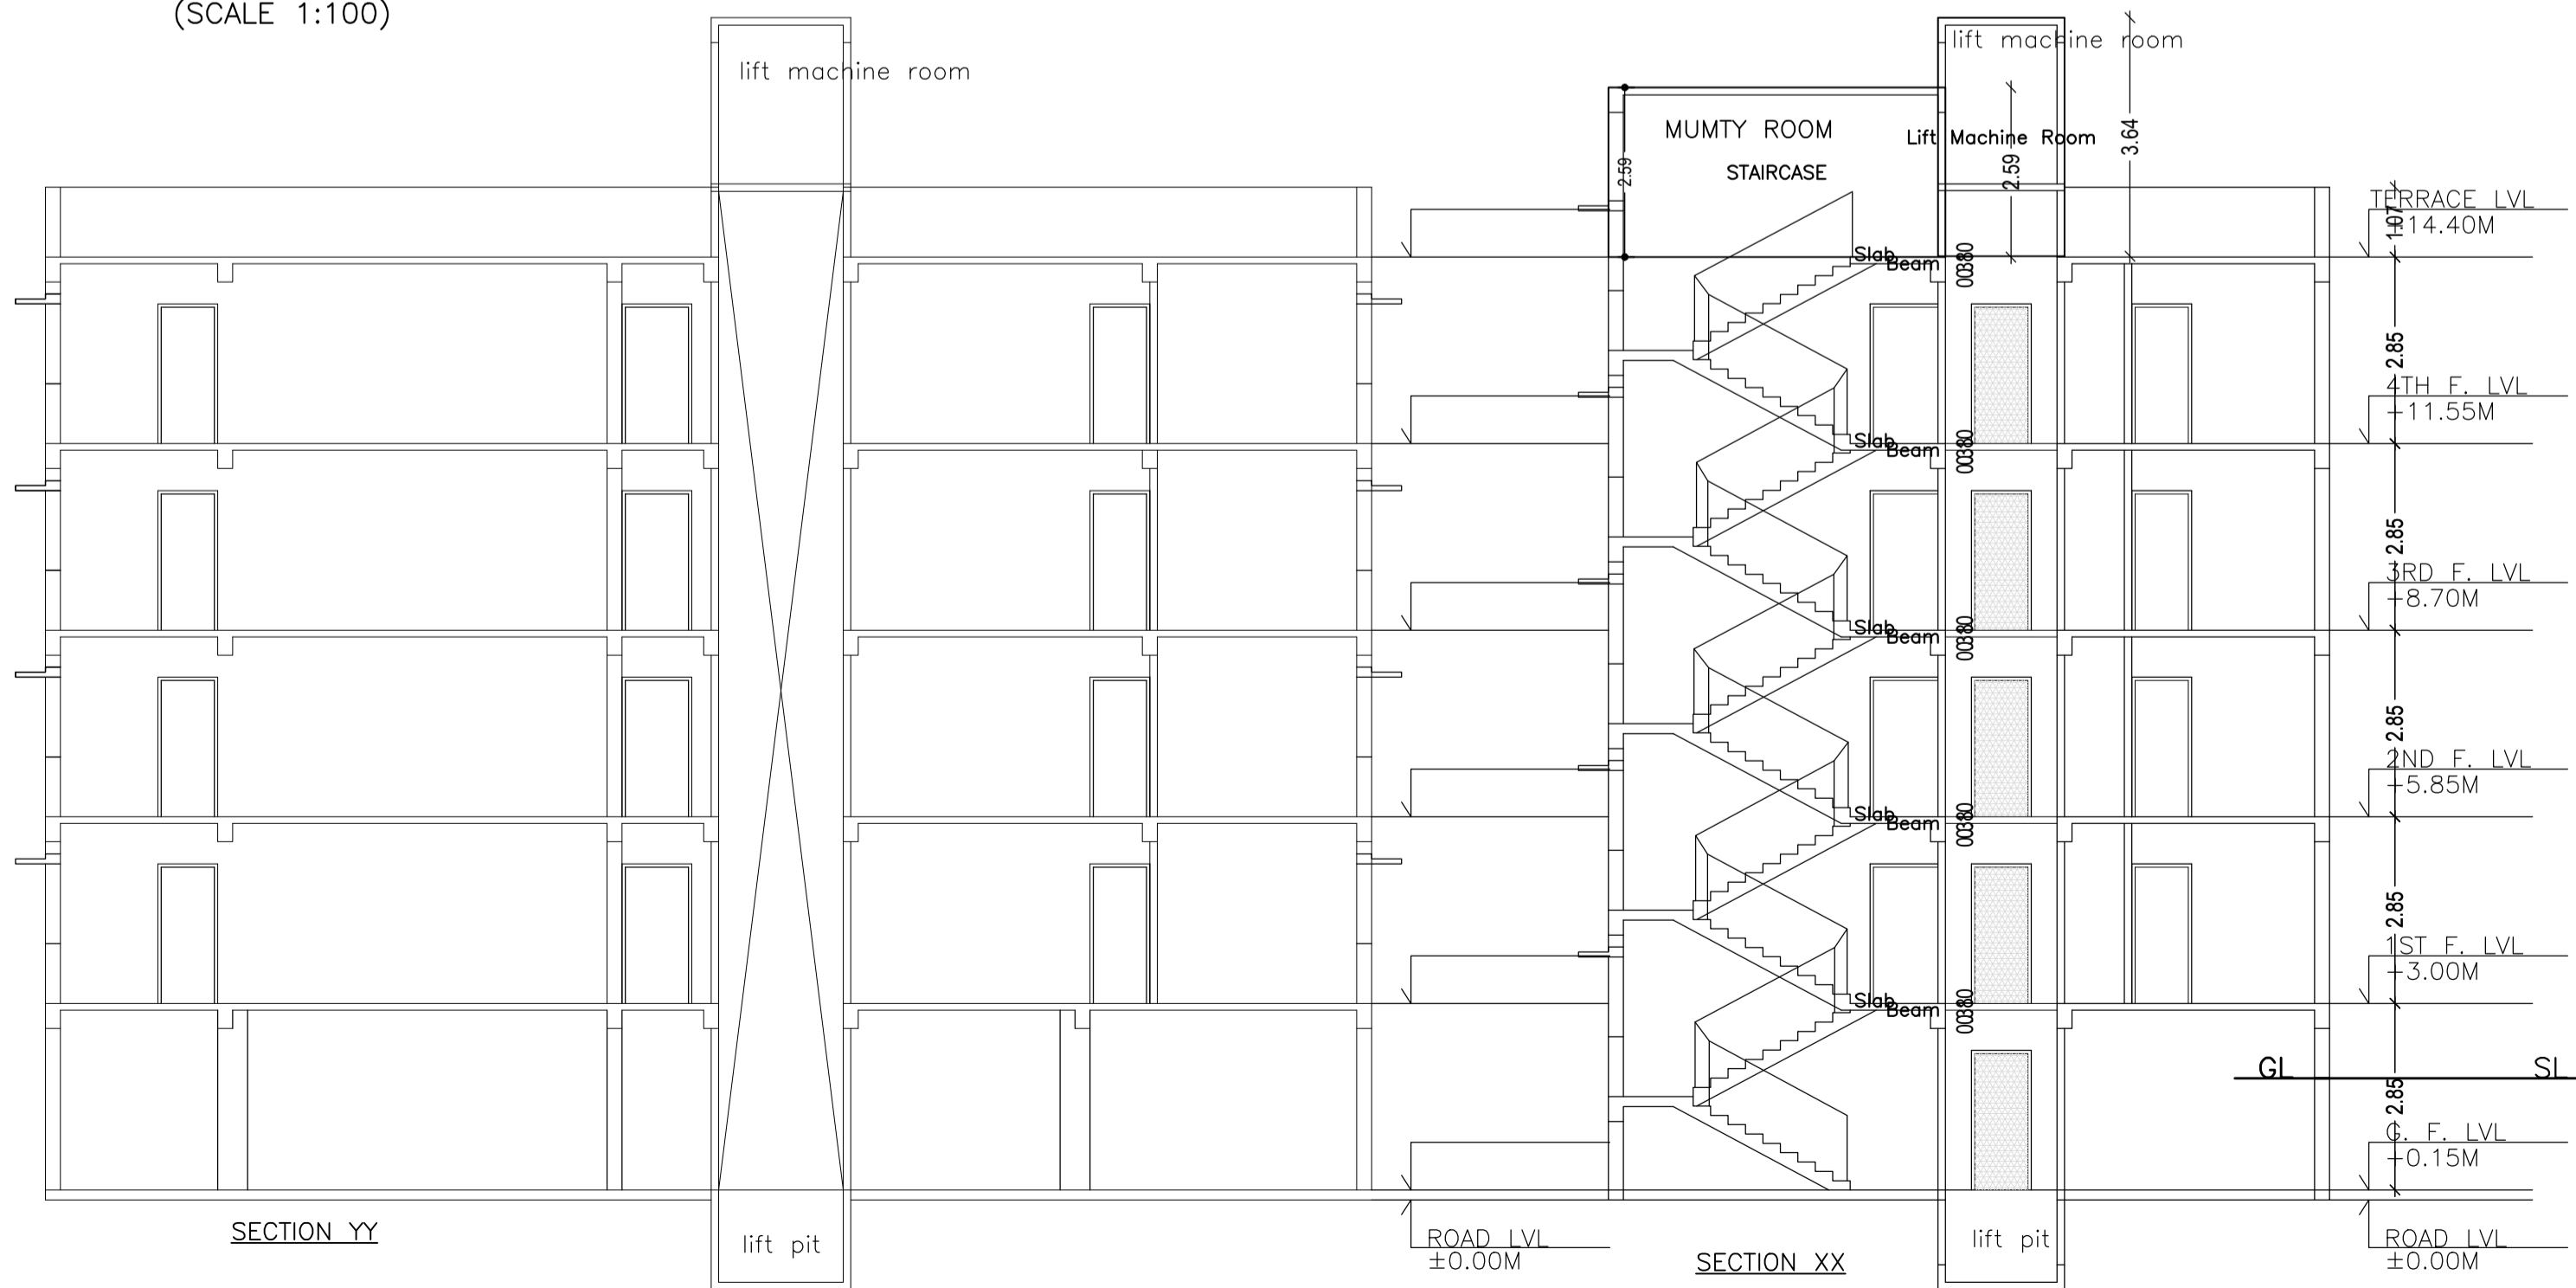 (SCALE 1:100)
lift machine room
lift machine room
MUMTY ROOM
Lift Machine Room
STAIRCASE
2.59
2.59
3.64
TERRACE LVL
+14.40M
1.07
Slab
Beam
2.85
4TH F. LVL
+11.55M
Slab
Beam
2.85
3RD F. LVL
+8.70M
Slab
Beam
2.85
2ND F. LVL
+5.85M
Slab
Beam
2.85
1ST F. LVL
+3.00M
Slab
Beam
GL
SL
2.85
G. F. LVL
+0.15M
SECTION YY
lift pit
ROAD LVL
±0.00M
SECTION XX
lift pit
ROAD LVL
±0.00M